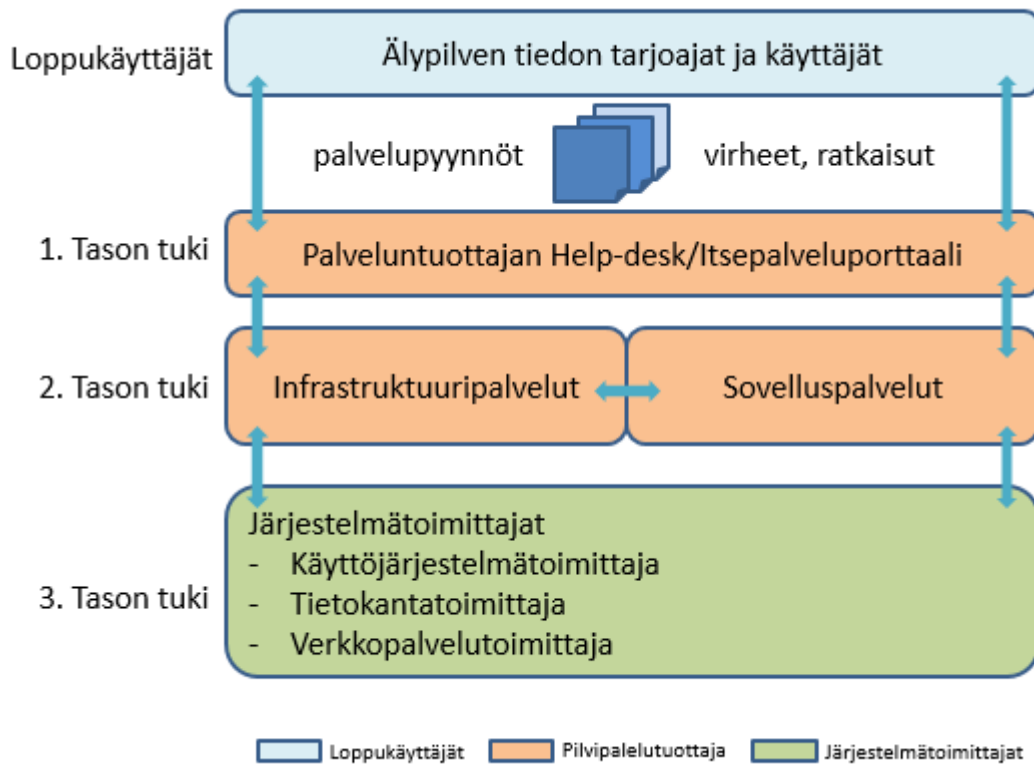 Loppukäyttäjät
Älypilven tiedon tarjoajat ja käyttäjät
palvelupyynnöt
virheet, ratkaisut
1. Tason tuki
Palveluntuottajan Help-desk/Itsepalveluporttaali
2. Tason tuki
Infrastruktuuripalvelut
Sovelluspalvelut
3. Tason tuki
Järjestelmätoimittajat
- Käyttöjärjestelmätoimittaja
- Tietokantatoimittaja
- Verkkopalvelutoimittaja
Loppukäyttäjät
Pilvipalelutuottaja
Järjestelmätoimittajat